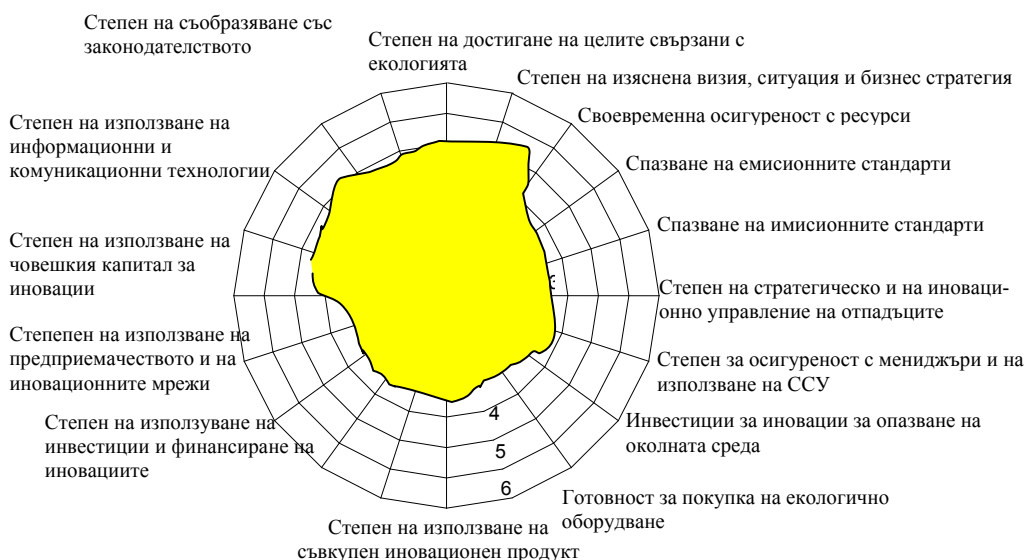 Степен на съобразяване със
законодателството
Степен на достигане на целите свързани с
екологията
Степен на изяснена визия, ситуация и бизнес стратегия
Своевременна осигуреност с ресурси
Спазване на емисионните стандарти
Спазване на имисионните стандарти
Степен на стратегическо и на иноваци-
онно управление на отпадъците
Степен за осигуреност с мениджъри и на
използване на ССУ
Инвестиции за иновации за опазване на
околната среда
Готовност за покупка на екологично
оборудване
Степен на използване на
съвкупен иновационен продукт
Степен на използуване на
инвестиции и финансиране на
иновациите
Степепен на използване на
предприемачеството и на
иновационните мрежи
Степен на използване на
човешкия капитал за
иновации
Степен на използване на
информационни и
комуникационни технологии
3
4
5
6